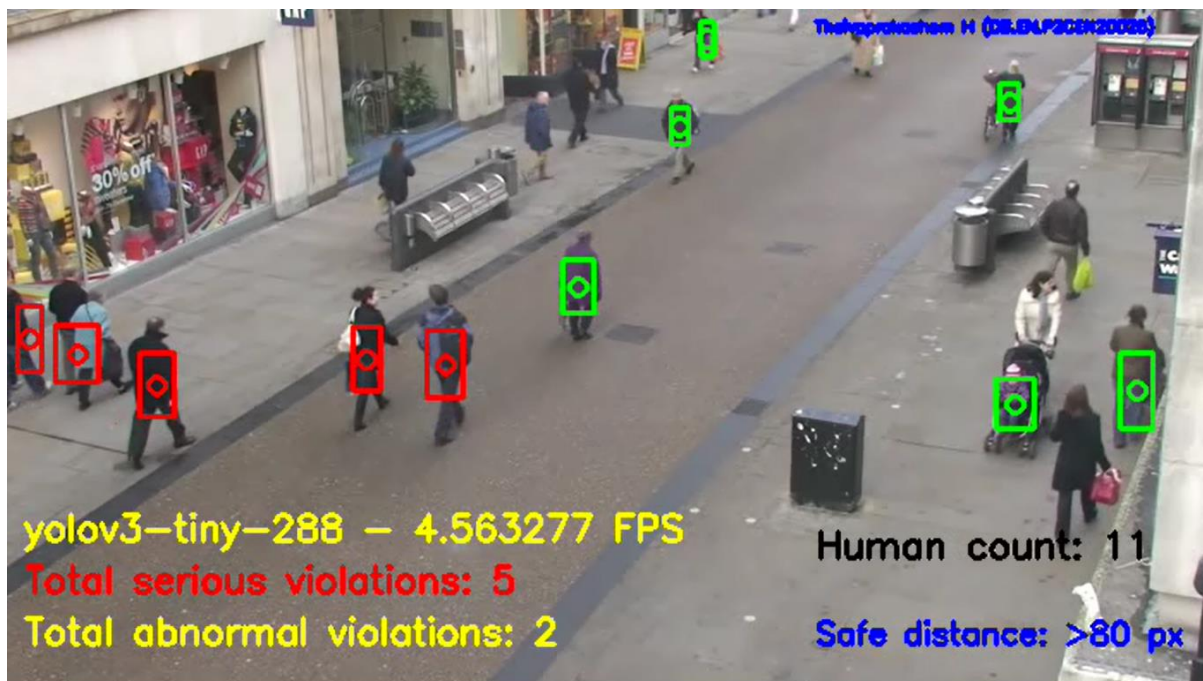 30% off
yolov3-tiny-288 - 4.563277 FPS
Total serious violations: 5
Total abnormal violations: 2
Human count: 11
Safe distance: >80 px